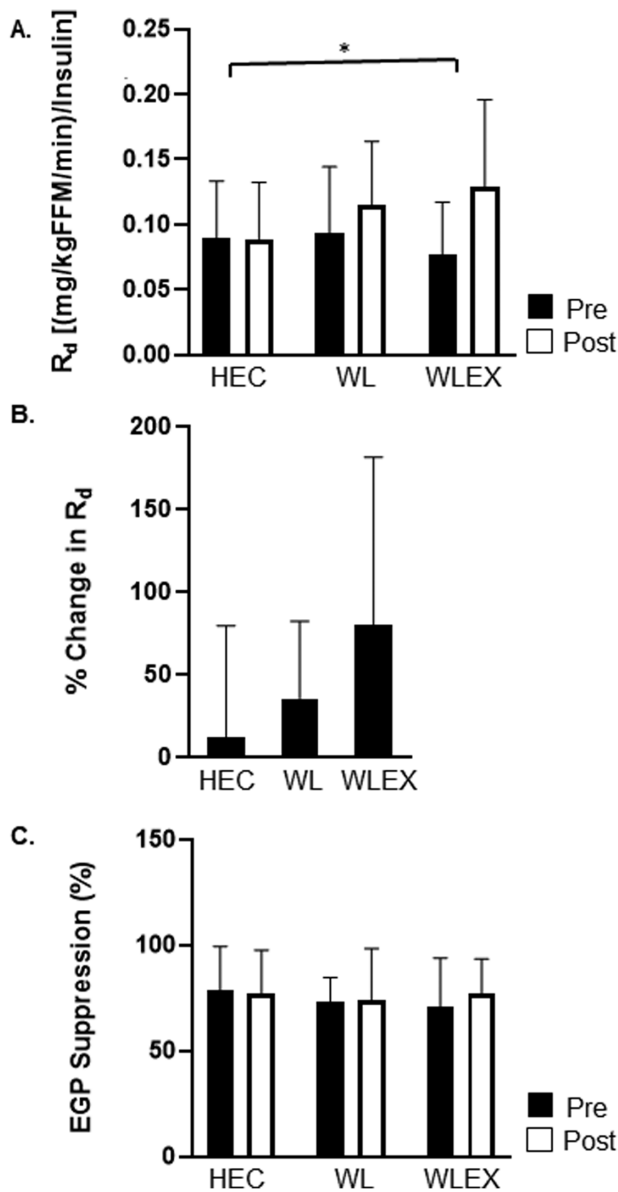 A.
R_d [(mg/kgFFM/min)/Insulin]
0.25
0.20
0.15
0.10
0.05
0.00
*
HEC WL WLEX
Pre
Post
B.
% Change in R_d
200
150
100
50
0
HEC WL WLEX
C.
EGP Suppression (%)
150
100
50
0
HEC WL WLEX
Pre
Post